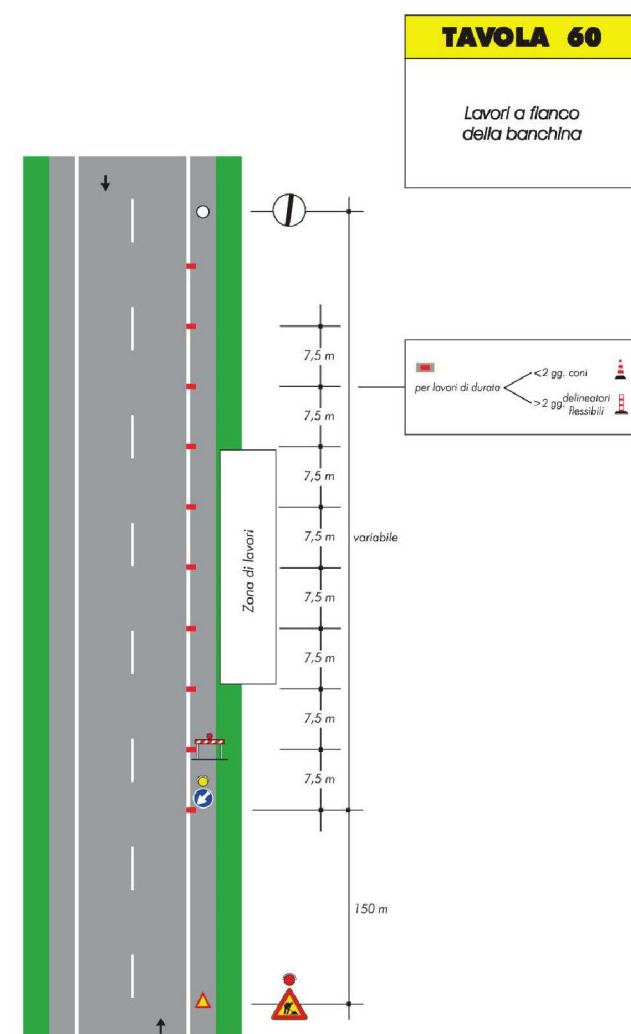 TAVOLA 60
Lavori a fianco
della banchina
7,5 m
7,5 m
7,5 m
7,5 m
7,5 m
7,5 m
7,5 m
7,5 m
variabile
150 m
Zona di lavori
per lavori di durata
<2 gg. coni
>2 gg. delineatori
flessibili